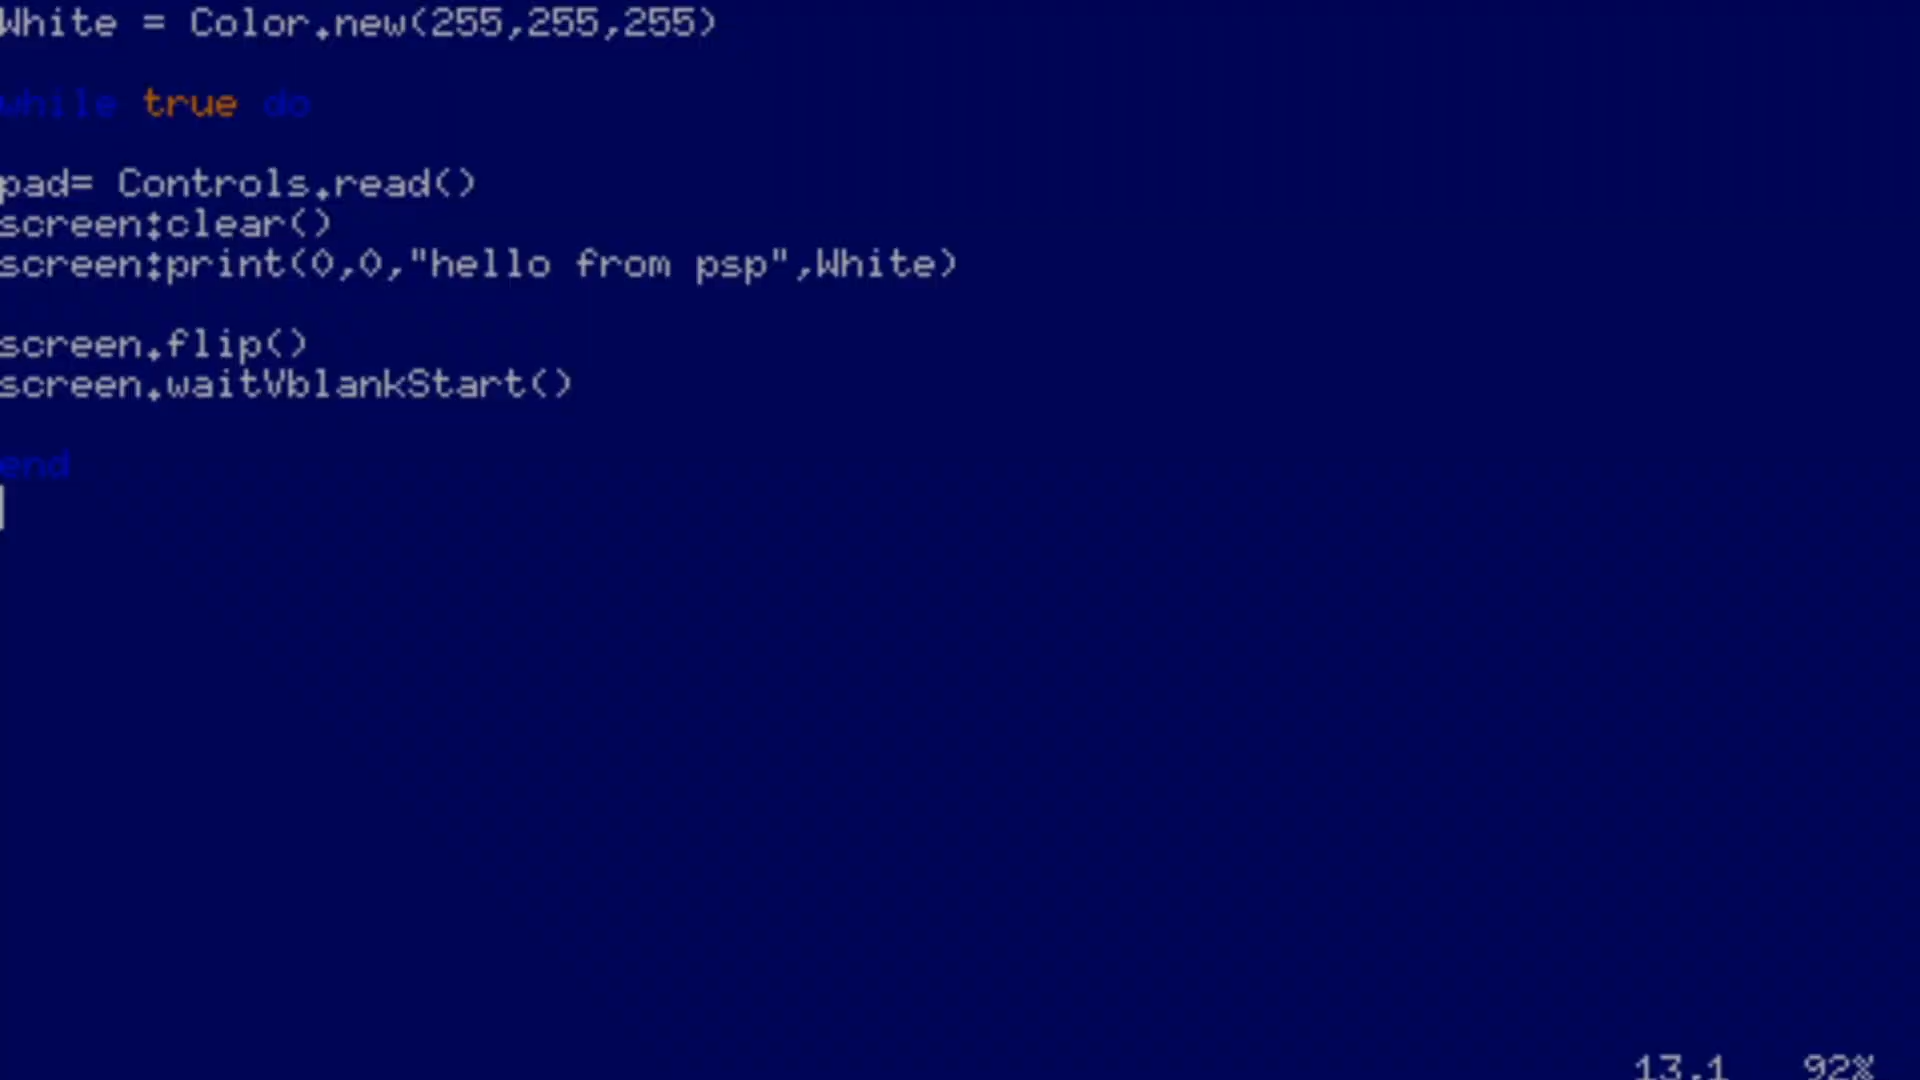 White = Color.new(255,255,255)
while true do
pad= Controls.read()
screen:clear()
screen:print(0,0,"hello from psp",White)
screen.flip()
screen.waitVblankStart()
end
13,1 92%